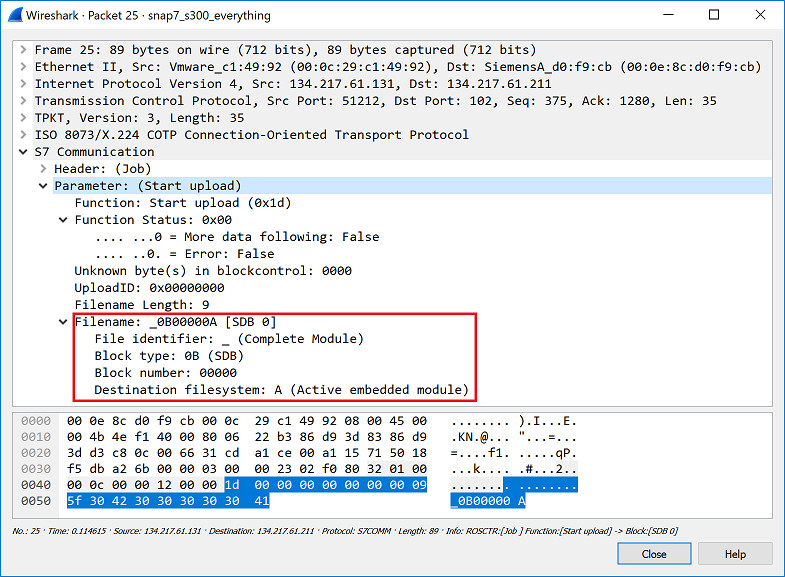 Wireshark · Packet 25 · snap7_s300_everything
Frame 25: 89 bytes on wire (712 bits), 89 bytes captured (712 bits)
Ethernet II, Src: Vmware_c1:49:92 (00:0c:29:c1:49:92), Dst: SiemensA_d0:f9:cb (00:0e:8c:d0:f9:cb)
Internet Protocol Version 4, Src: 134.217.61.131, Dst: 134.217.61.211
Transmission Control Protocol, Src Port: 51212, Dst Port: 102, Seq: 375, Ack: 1280, Len: 35
TPKT, Version: 3, Length: 35
ISO 8073/X.224 COTP Connection-Oriented Transport Protocol
S7 Communication
Header: (Job)
Parameter: (Start upload)
Function: Start upload (0x1d)
Function Status: 0x00
.... ...0 = More data following: False
.... ..0. = Error: False
Unknown byte(s) in blockcontrol: 0000
UploadID: 0x00000000
Filename Length: 9
Filename: _0B00000A [SDB 0]
File identifier: _ (Complete Module)
Block type: 0B (SDB)
Block number: 00000
Destination filesystem: A (Active embedded module)
0000 00 0e 8c d0 f9 cb 00 0c 29 c1 49 92 08 00 45 00 ........ ).I...E.
0010 00 4b 4e f1 40 00 80 06 22 b3 86 d9 3d 83 86 d9 .KN.@... "...=...
0020 3d d3 c8 0c 00 66 31 cd a1 ce 00 a1 15 71 50 18 =....f1. .....qP.
0030 f5 db a2 6b 00 00 03 00 00 23 02 f0 80 32 01 00 ...k.... .#...2..
0040 00 0c 00 00 12 00 00 1d 00 00 00 00 00 00 00 09 ........ ........
0050 5f 30 42 30 30 30 30 30 41 _0B00000 A
No.: 25 · Time: 0.114615 · Source: 134.217.61.131 · Destination: 134.217.61.211 · Protocol: S7COMM · Length: 89 · Info: ROSCTR:[Job ] Function:[Start upload] -> Block:[SDB 0]
Close Help